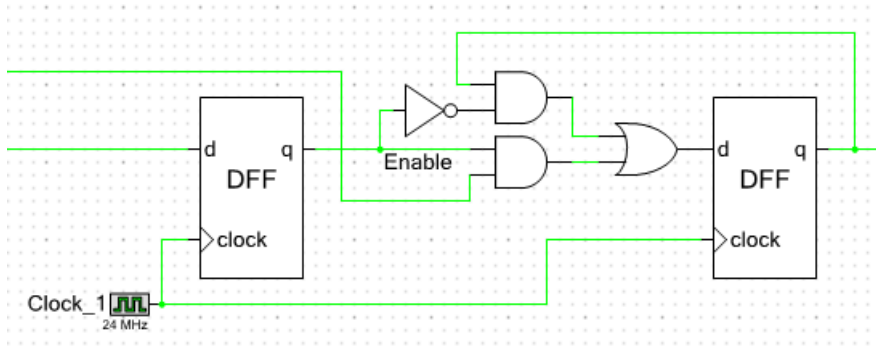 d q
DFF
clock
Enable
d q
DFF
clock
Clock_1
24 MHz